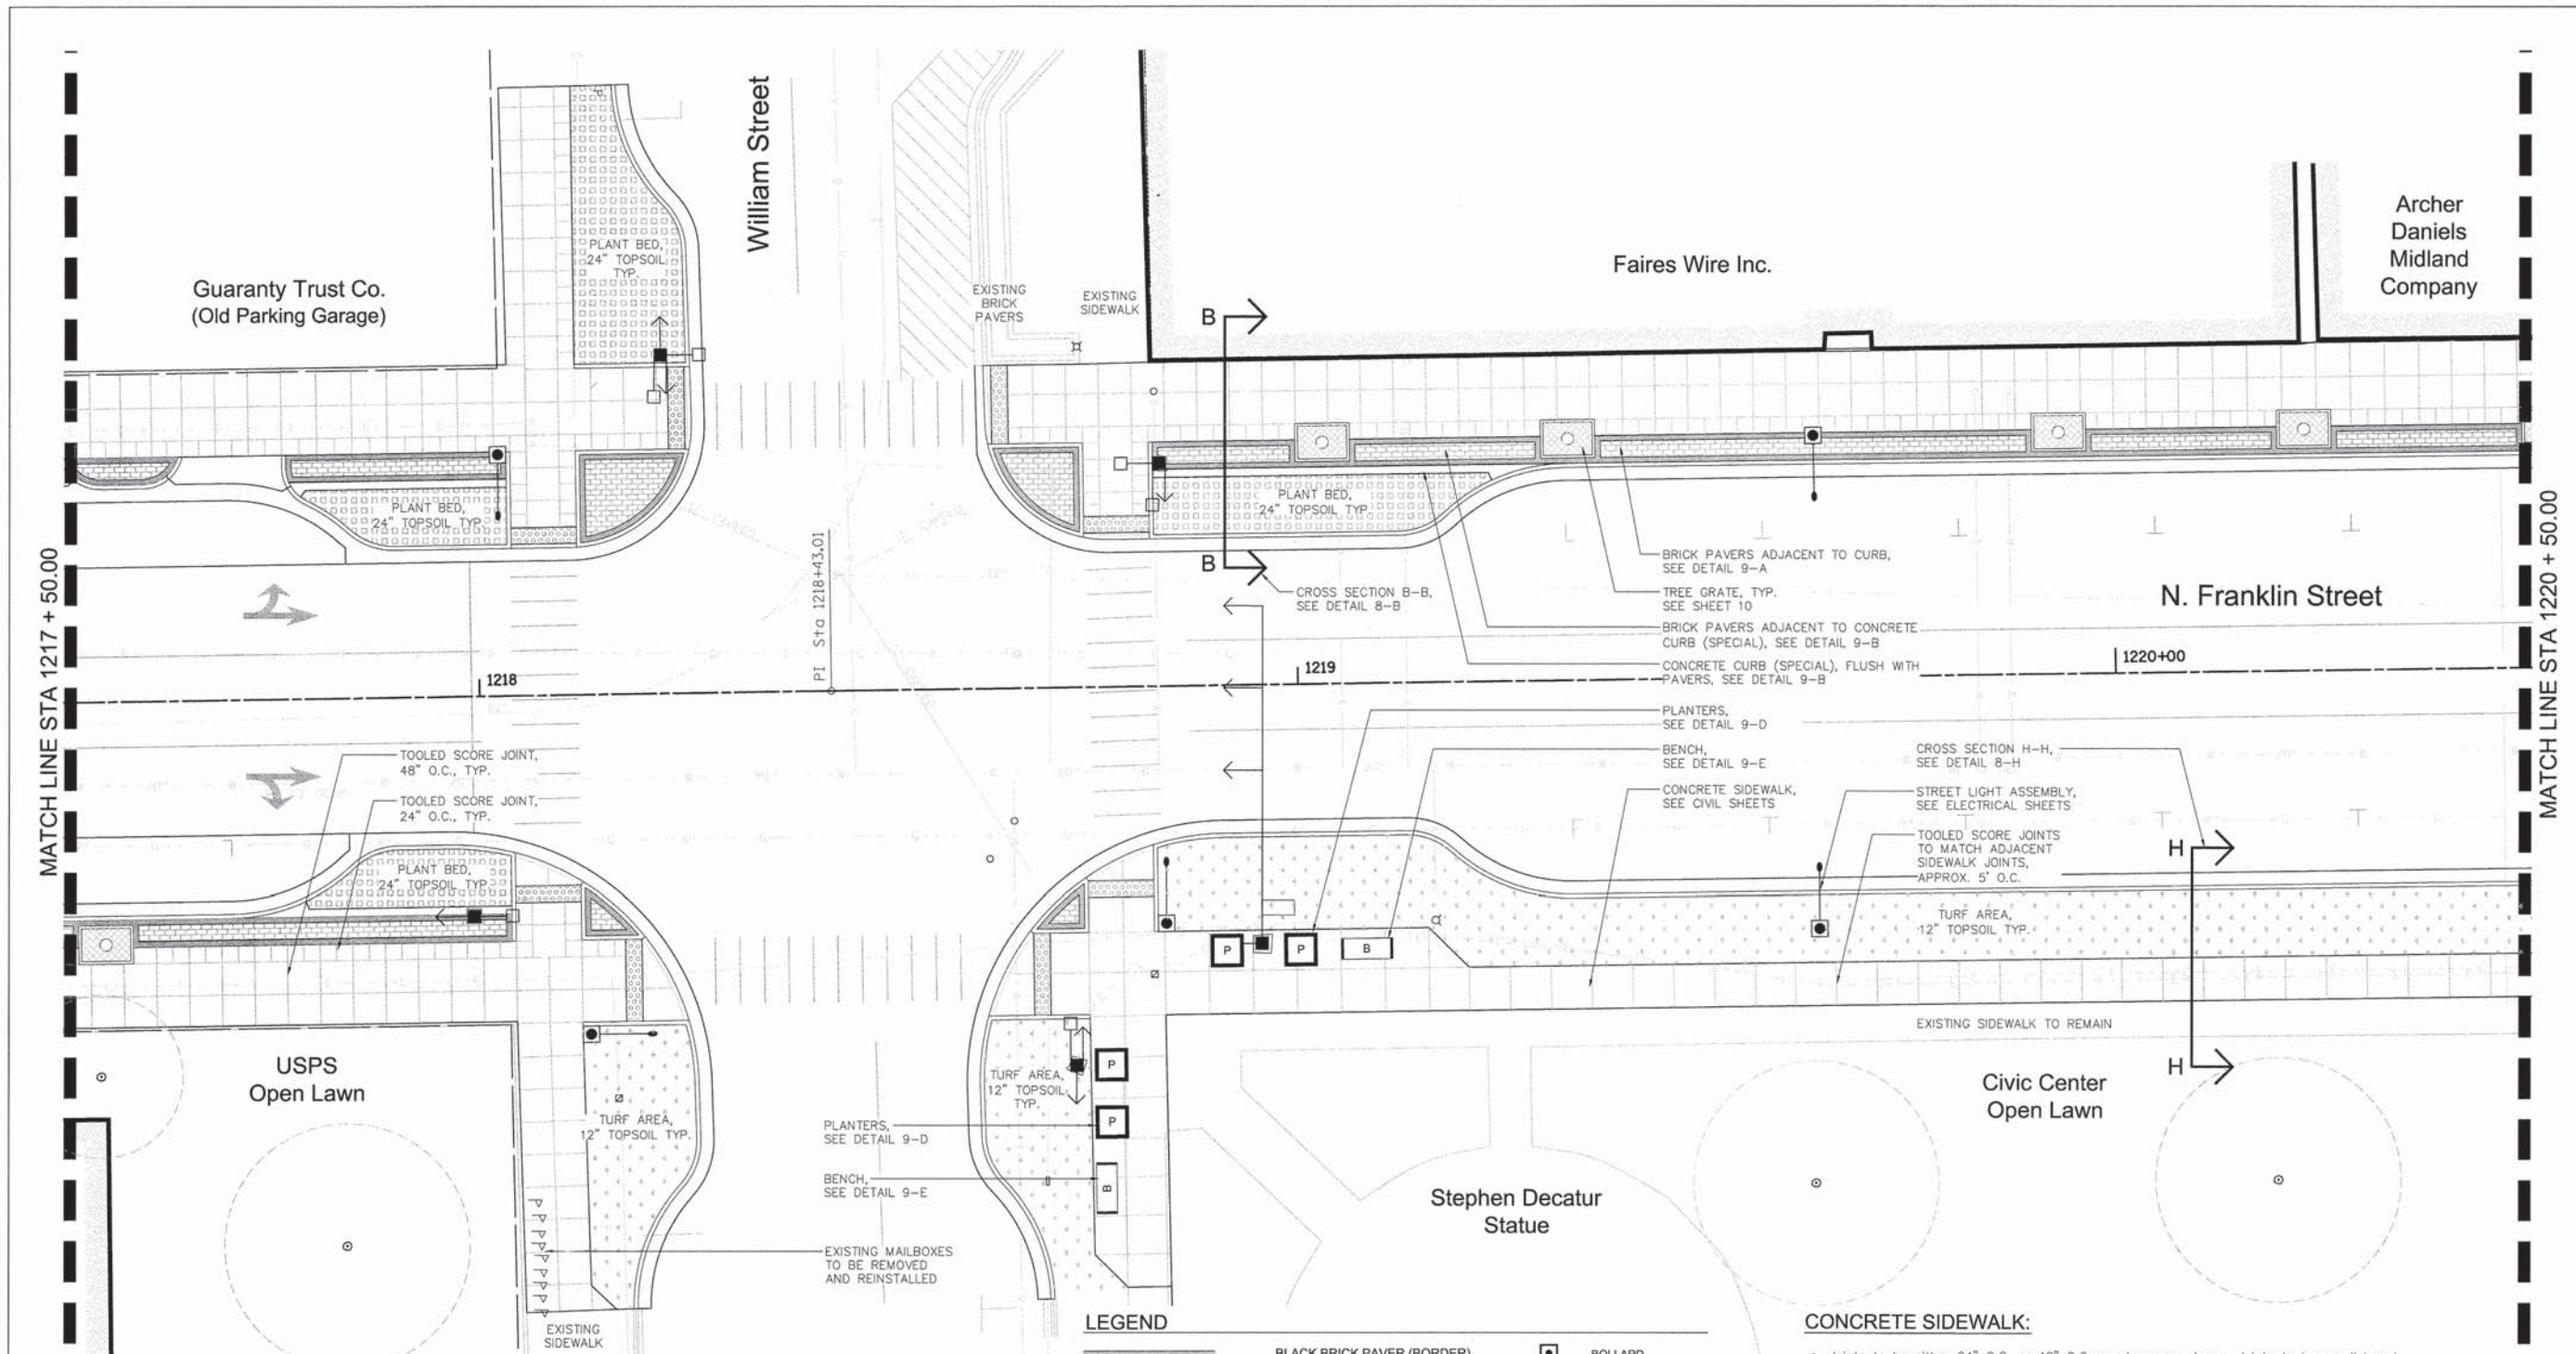 MATCH LINE STA 1217 + 50.00
Guaranty Trust Co.
(Old Parking Garage)
PLANT BED,
24" TOPSOIL
TYP.
William Street
EXISTING
BRICK
PAVERS
EXISTING
SIDEWALK
B
Faires Wire Inc.
Archer
Daniels
Midland
Company
PLANT BED,
24" TOPSOIL TYP.
PLANT BED,
24" TOPSOIL TYP.
B
CROSS SECTION B-B,
SEE DETAIL 8-B
BRICK PAVERS ADJACENT TO CURB,
SEE DETAIL 9-A
TREE GRATE, TYP.
SEE SHEET 10
BRICK PAVERS ADJACENT TO CONCRETE
CURB (SPECIAL), SEE DETAIL 9-B
CONCRETE CURB (SPECIAL), FLUSH WITH
PAVERS, SEE DETAIL 9-B
N. Franklin Street
MATCH LINE STA 1220 + 50.00
PI Sta 1218+43.01
1218
1219
1220+00
PLANTERS,
SEE DETAIL 9-D
BENCH,
SEE DETAIL 9-E
CONCRETE SIDEWALK,
SEE CIVIL SHEETS
CROSS SECTION H-H,
SEE DETAIL 8-H
STREET LIGHT ASSEMBLY,
SEE ELECTRICAL SHEETS
TOOLED SCORE JOINTS
TO MATCH ADJACENT
SIDEWALK JOINTS,
APPROX. 5' O.C.
H
TOOLED SCORE JOINT,
48" O.C., TYP.
TOOLED SCORE JOINT,
24" O.C., TYP.
PLANT BED,
24" TOPSOIL TYP.
P
P
B
TURF AREA,
12" TOPSOIL TYP.
EXISTING SIDEWALK TO REMAIN
H
USPS
Open Lawn
TURF AREA,
12" TOPSOIL TYP.
TURF AREA,
12" TOPSOIL
TYP.
P
P
B
PLANTERS,
SEE DETAIL 9-D
BENCH,
SEE DETAIL 9-E
EXISTING MAILBOXES
TO BE REMOVED
AND REINSTALLED
Civic Center
Open Lawn
Stephen Decatur
Statue
EXISTING
SIDEWALK
LEGEND
BLACK BRICK PAVER (BORDER)
BOLLARD
CONCRETE SIDEWALK: